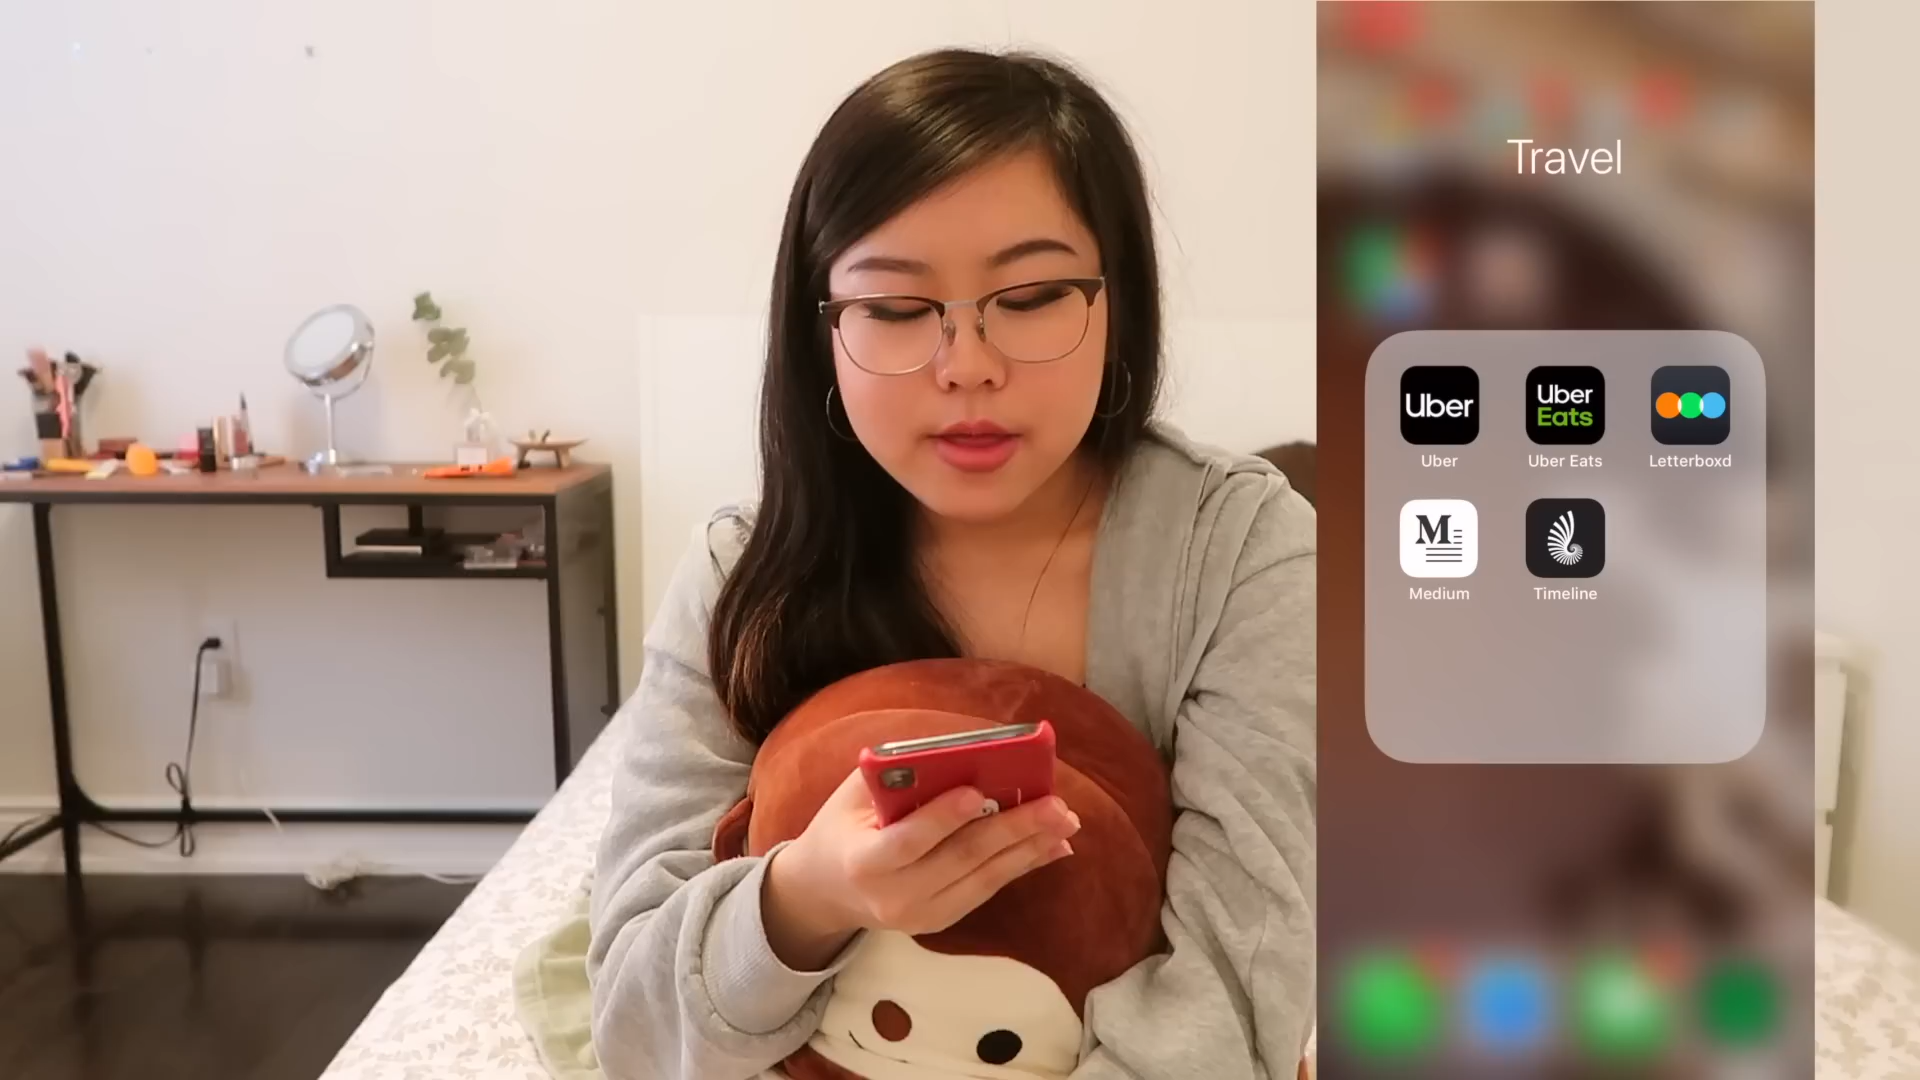 Travel
Uber
Uber
Eats
Uber
Uber Eats
Letterboxd
M
Medium
Timeline